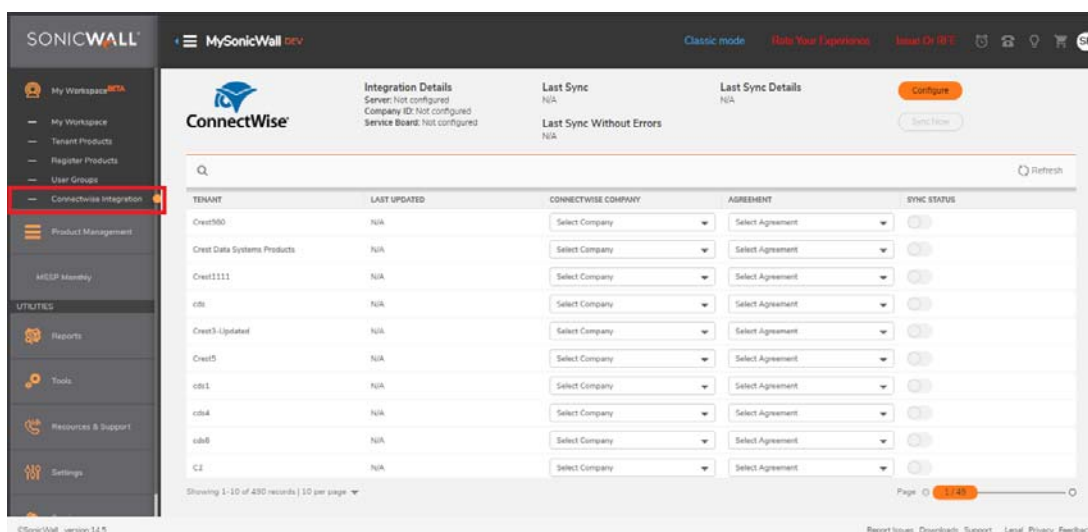 SONICWALL
MySonicWall DEV
Classic mode
Rate Your Experience
Issue Or RFE
My Workspace BETA
My Workspace
Tenant Products
Register Products
User Groups
Connectwise Integration
Product Management
MSSP Monthly
UTILITIES
Reports
Tools
Resources & Support
Settings
ConnectWise
Integration Details
Server: Not configured
Company ID: Not configured
Service Board: Not configured
Last Sync
N/A
Last Sync Without Errors
N/A
Last Sync Details
N/A
Configure
Sync Now
Refresh
TENANT LAST UPDATED CONNECTWISE COMPANY AGREEMENT SYNC STATUS
Crest980 N/A Select Company Select Agreement
Crest Data Systems Products N/A Select Company Select Agreement
Crest1111 N/A Select Company Select Agreement
cds N/A Select Company Select Agreement
Crest3-Updated N/A Select Company Select Agreement
Crest5 N/A Select Company Select Agreement
cds1 N/A Select Company Select Agreement
cds4 N/A Select Company Select Agreement
cds8 N/A Select Company Select Agreement
C2 N/A Select Company Select Agreement
Showing 1-10 of 490 records | 10 per page
Page 1 / 49
©SonicWall version 14.5
Report Issues Downloads Support Legal Privacy Feedbac